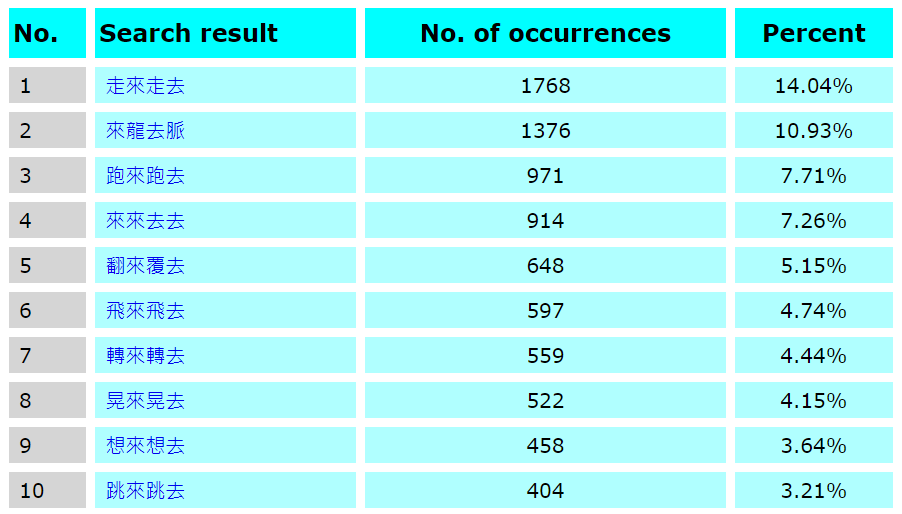 No. Search result No. of occurrences Percent
1 走來走去 1768 14.04%
2 來龍去脈 1376 10.93%
3 跑來跑去 971 7.71%
4 來來去去 914 7.26%
5 翻來覆去 648 5.15%
6 飛來飛去 597 4.74%
7 轉來轉去 559 4.44%
8 晃來晃去 522 4.15%
9 想來想去 458 3.64%
10 跳來跳去 404 3.21%